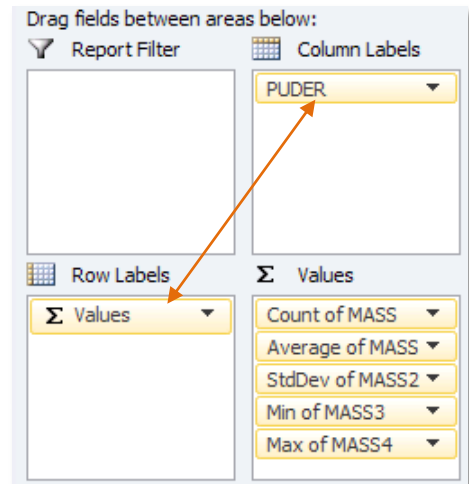 Drag fields between areas below:
Report Filter
Column Labels
PUDER
Row Labels
Σ Values
Σ Values
Count of MASS
Average of MASS
StdDev of MASS2
Min of MASS3
Max of MASS4